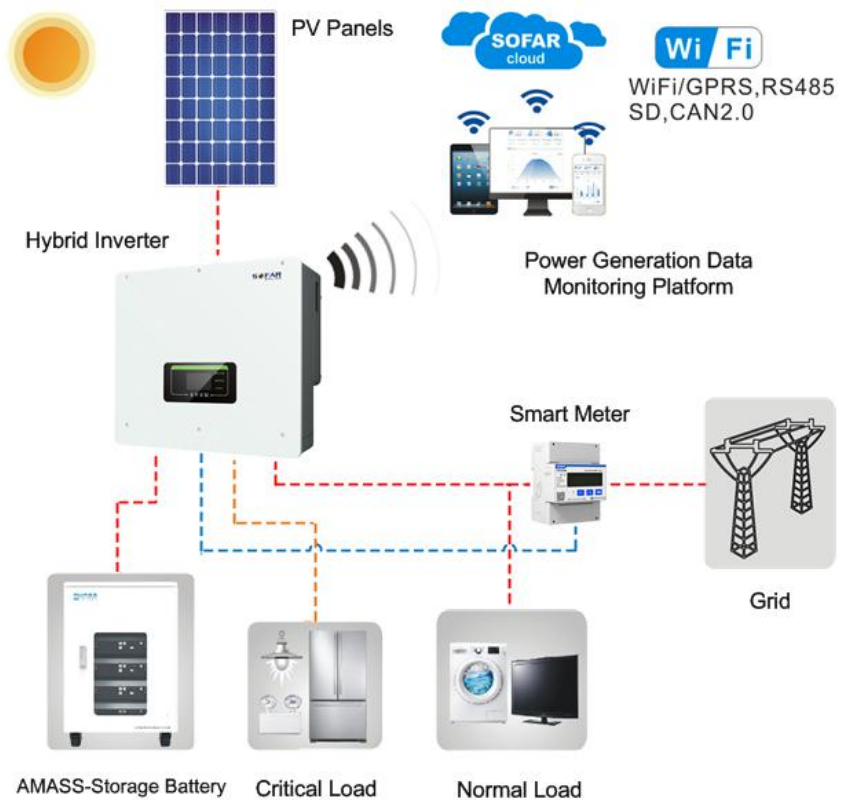 PV Panels
SOFAR
cloud
Wi Fi
WiFi/GPRS,RS485
SD,CAN2.0
Hybrid Inverter
SOFAR
Power Generation Data
Monitoring Platform
Smart Meter
Grid
AMASS-Storage Battery
Critical Load
Normal Load